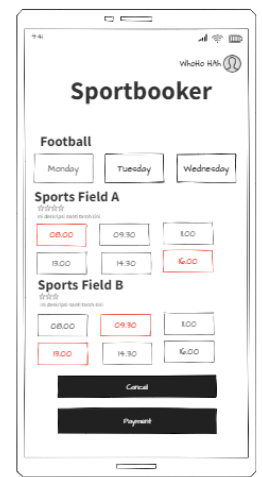 9:41
WhoHo HAh
Sportbooker
Football
Monday Tuesday Wednesday
Sports Field A
08.00 09.30 11.00
13.00 14.30 16.00
Sports Field B
08.00 09.30 11.00
13.00 14.30 16.00
Cancel
Payment